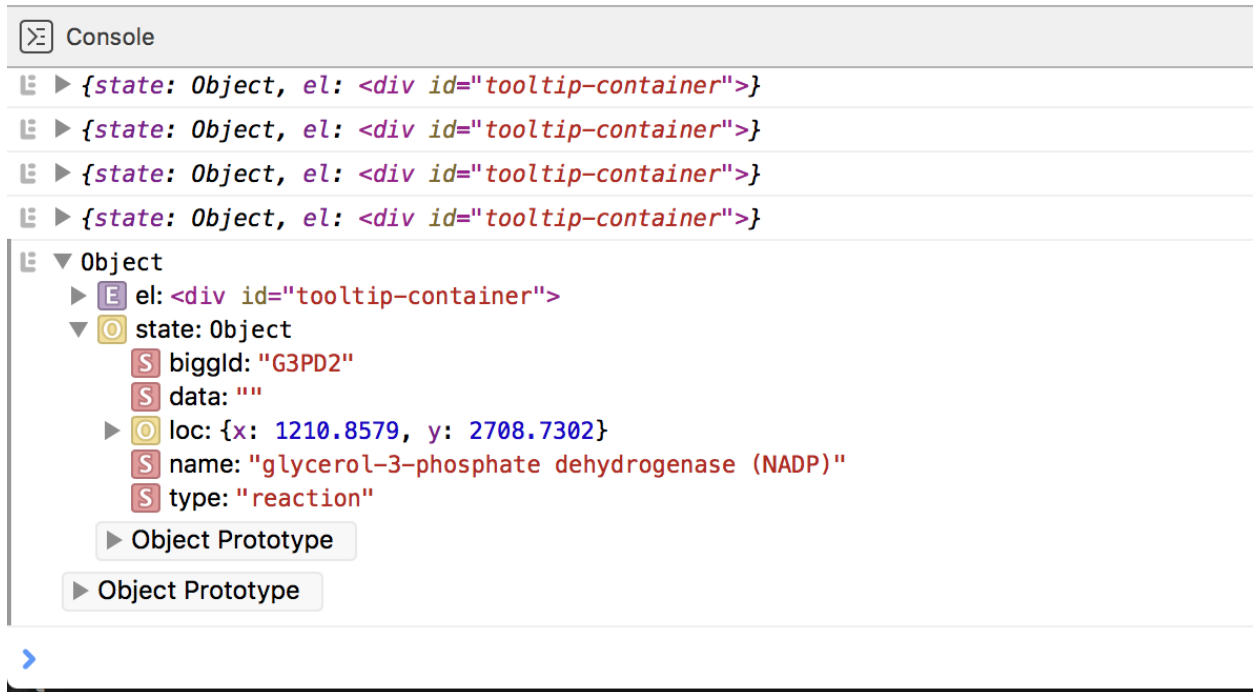 Console
{state: Object, el: <div id="tooltip-container">}
{state: Object, el: <div id="tooltip-container">}
{state: Object, el: <div id="tooltip-container">}
{state: Object, el: <div id="tooltip-container">}
Object
E el: <div id="tooltip-container">
O state: Object
S biggId: "G3PD2"
S data: ""
O loc: {x: 1210.8579, y: 2708.7302}
S name: "glycerol-3-phosphate dehydrogenase (NADP)"
S type: "reaction"
Object Prototype
Object Prototype